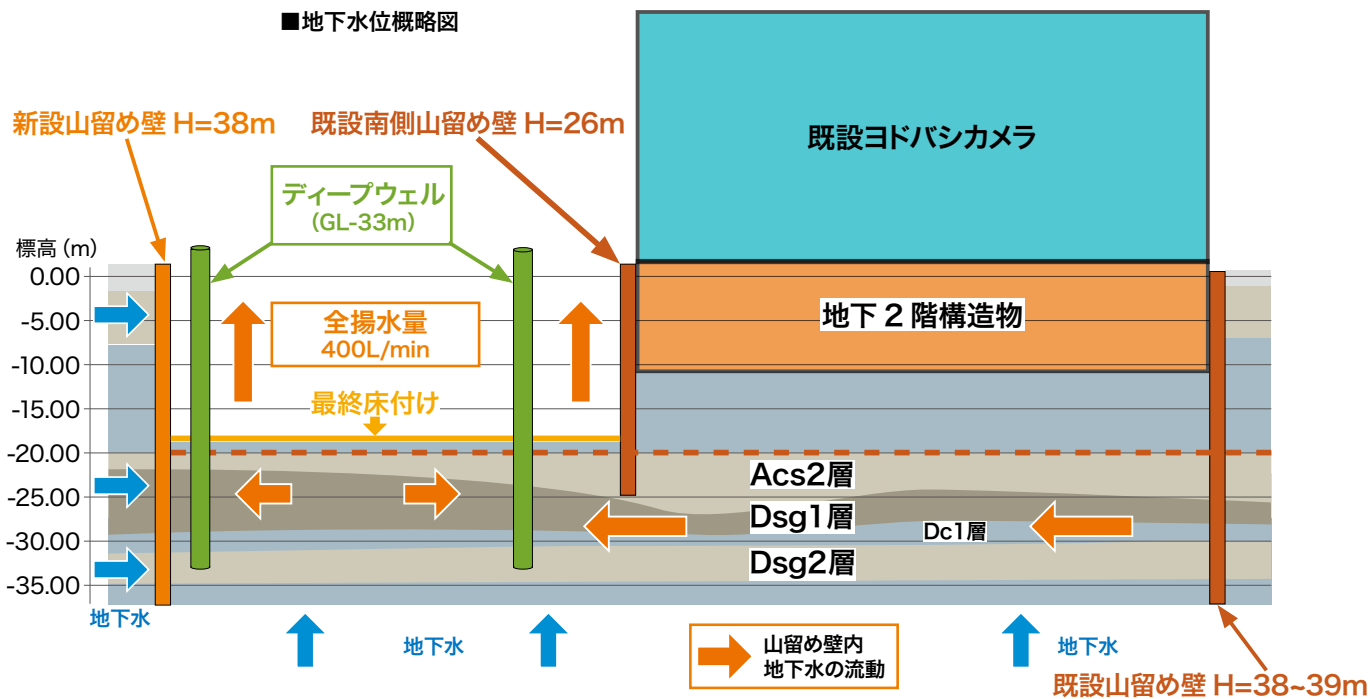 ■地下水位概略図
新設山留め壁 H=38m
既設南側山留め壁 H=26m
既設ヨドバシカメラ
ディープウェル
(GL-33m)
標高 (m)
0.00
-5.00
-10.00
-15.00
-20.00
-25.00
-30.00
-35.00
全揚水量
400L/min
地下 2 階構造物
最終床付け
Acs2層
Dsg1層
Dc1層
Dsg2層
地下水
地下水
地下水
山留め壁内
地下水の流動
既設山留め壁 H=38~39m